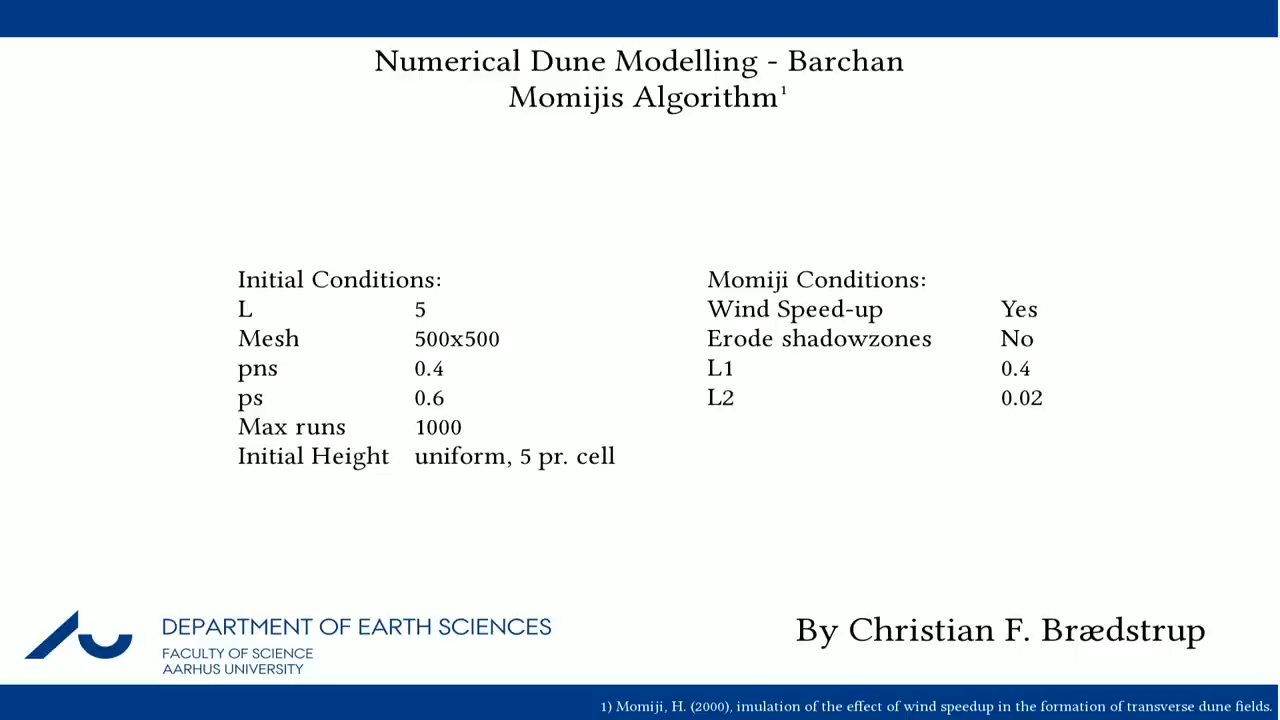 Numerical Dune Modelling - Barchan
Momijis Algorithm¹
Initial Conditions:
L 5
Mesh 500x500
pns 0.4
ps 0.6
Max runs 1000
Initial Height uniform, 5 pr. cell
Momiji Conditions:
Wind Speed-up Yes
Erode shadowzones No
L1 0.4
L2 0.02
DEPARTMENT OF EARTH SCIENCES
FACULTY OF SCIENCE
AARHUS UNIVERSITY
By Christian F. Brædstrup
1) Momiji, H. (2000), imulation of the effect of wind speedup in the formation of transverse dune fields.